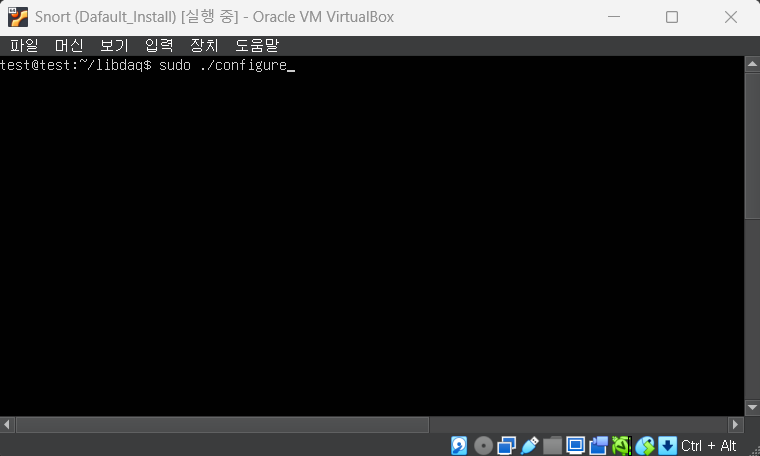 Snort (Dafault_Install) [실행 중] - Oracle VM VirtualBox
파일 머신 보기 입력 장치 도움말
test@test:~/libdaq$ sudo ./configure_
Ctrl + Alt